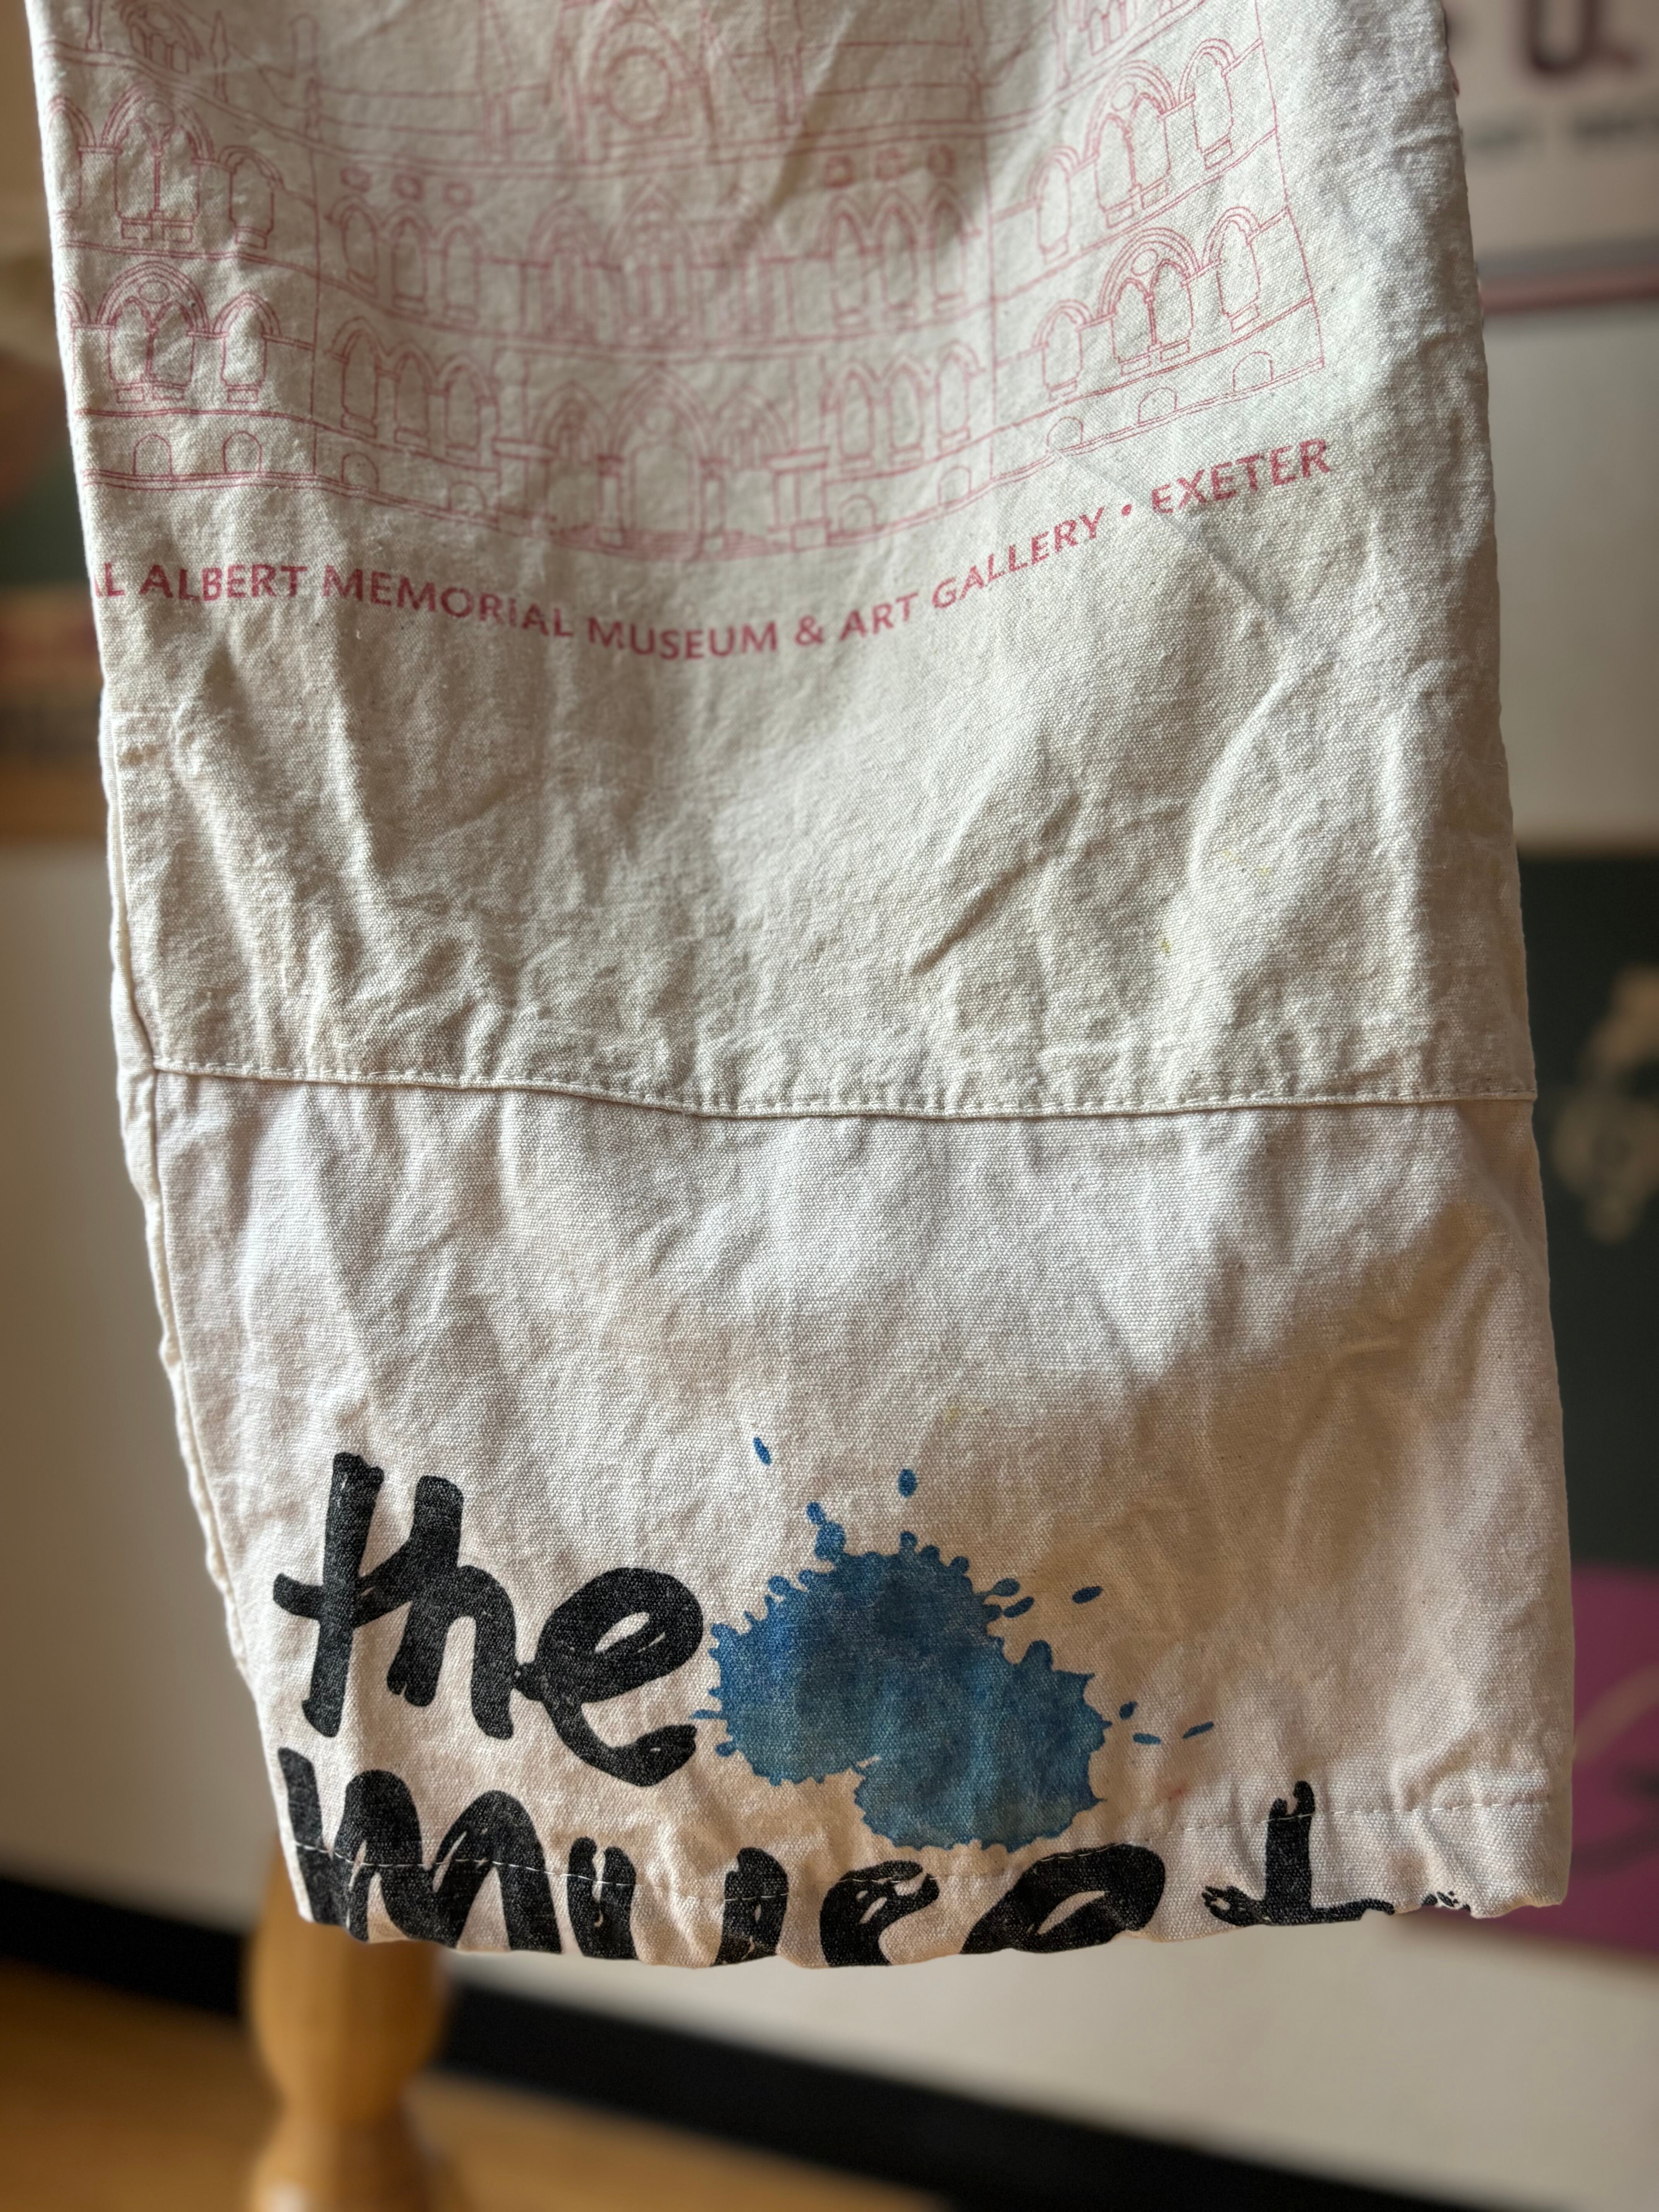 L ALBERT MEMORIAL MUSEUM & ART GALLERY • EXETER
the